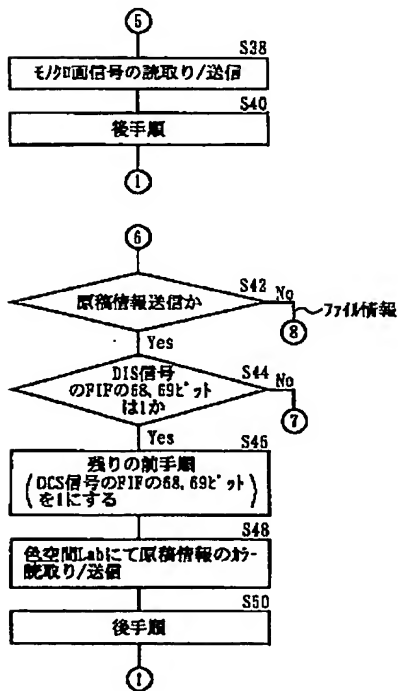 5
S38
モノクロ画信号の読取り/送信
S40
後手順
1
6
S42
原稿情報送信か
No
ファイル情報
8
Yes
S44
DIS信号
のFIFの68, 69ビット
は1か
No
7
Yes
S46
残りの前手順
(DCS信号のFIFの68, 69ビット
を1にする)
S48
色空間Labにて原稿情報のカラー
読取り/送信
S50
後手順
1